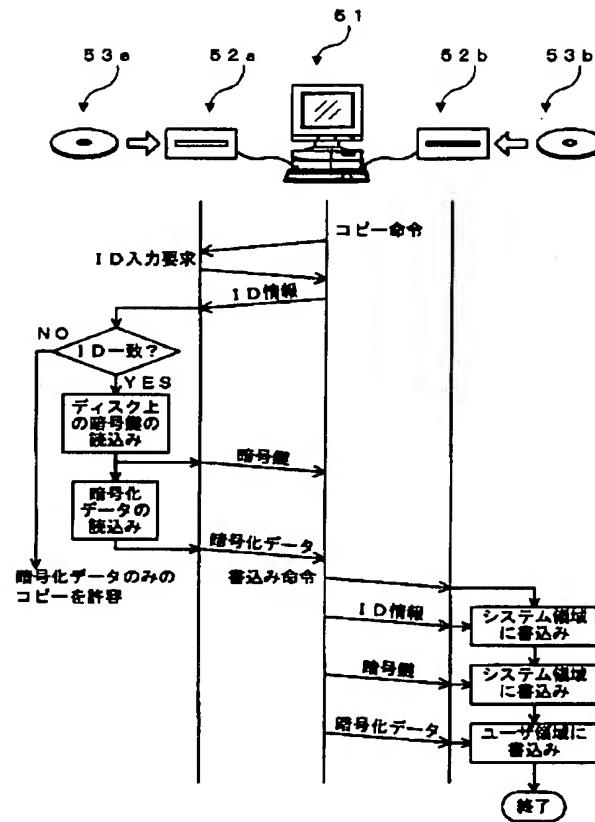 53a
52a
51
52b
53b
コピー命令
ID入力要求
ID情報
NO
ID一致?
YES
ディスク上
の暗号鍵の
読込み
暗号鍵
暗号化
データの
読込み
暗号化データ
暗号化データのみの
コピーを許容
書込み命令
ID情報
システム領域
に書込み
暗号鍵
システム領域
に書込み
暗号化データ
ユーザ領域に
書込み
終了